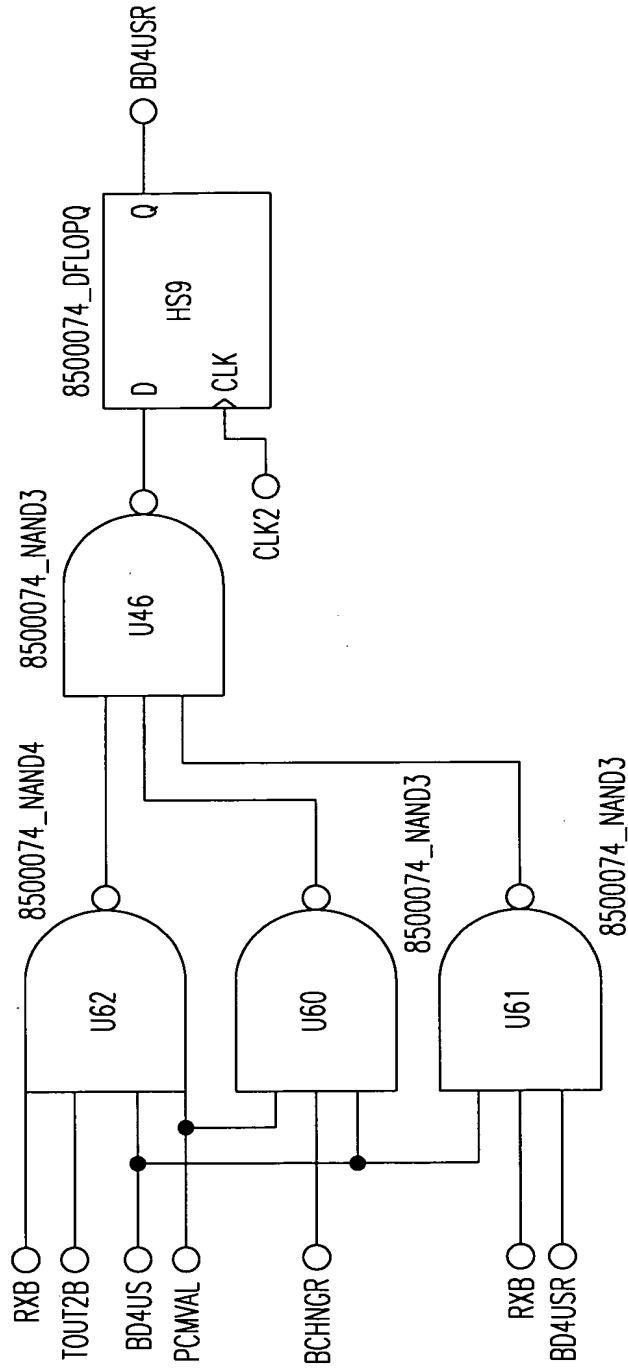 RXB
TOUT2B
BD4US
PCMVAL
BCHNGR
RXB
BD4USR
8500074_NAND4
U62
U60
8500074_NAND3
U61
8500074_NAND3
8500074_NAND3
U46
CLK2
8500074_DFLOPQ
D
Q
HS9
CLK
BD4USR